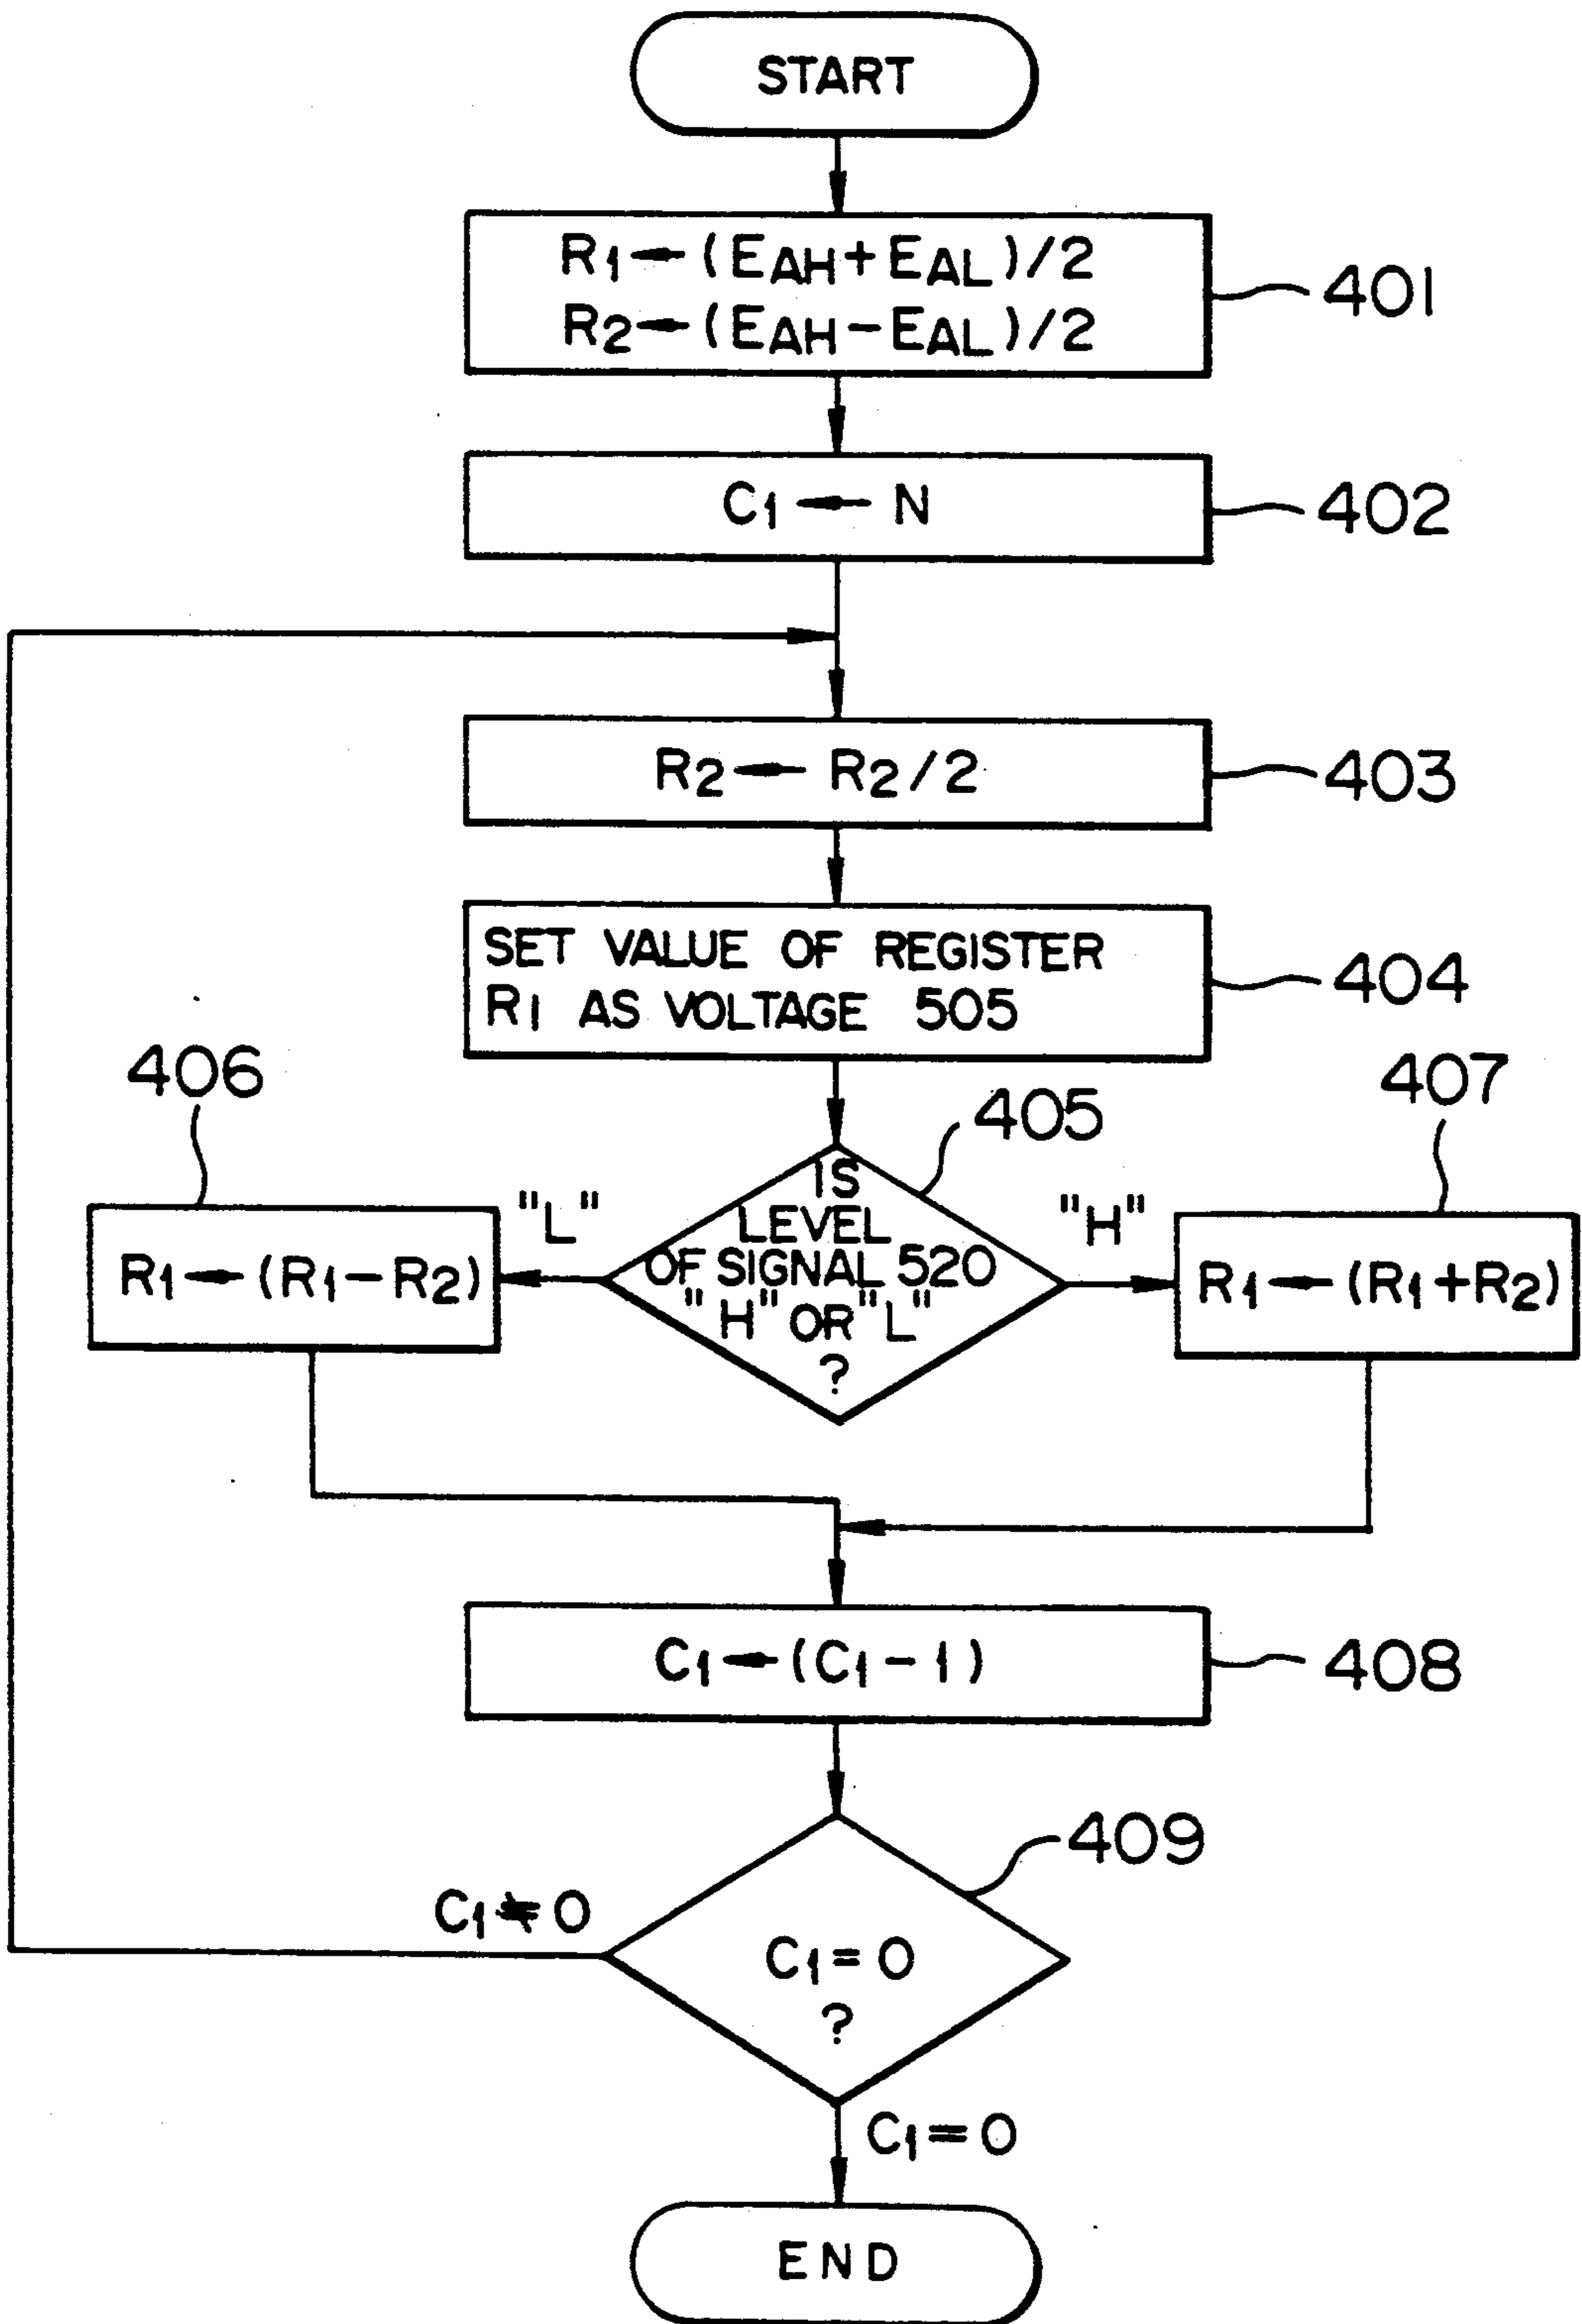 START
R1 ← (EAH + EAL)/2
R2 ← (EAH − EAL)/2
401
C1 ← N
402
R2 ← R2/2
403
SET VALUE OF REGISTER
R1 AS VOLTAGE 505
404
405
IS
LEVEL
OF SIGNAL 520
"H" OR "L"
?
"L"
406
R1 ← (R1 − R2)
"H"
407
R1 ← (R1 + R2)
C1 ← (C1 − 1)
408
409
C1 = 0
?
C1 ≠ 0
C1 = 0
END